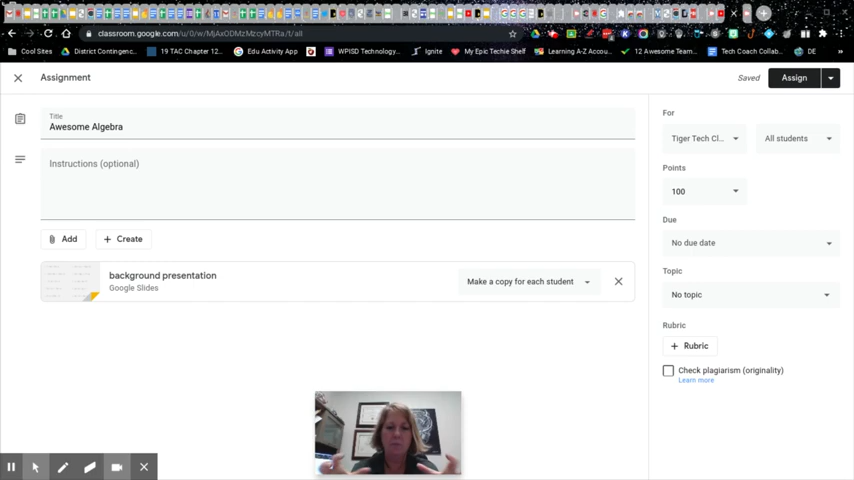 classroom.google.com/u/0/w/MjAxODMzMzcyMTRa/t/all
Cool Sites
District Contingenc...
19 TAC Chapter 12...
Edu Activity App
WPISD Technology...
Ignite
My Epic Techie Shelf
Learning A-Z Accou...
12 Awesome Team...
Tech Coach Collab...
DE
»
Assignment
Saved
Assign
Title
Awesome Algebra
Instructions (optional)
Add
Create
background presentation
Google Slides
Make a copy for each student
For
Tiger Tech Cl...
All students
Points
100
Due
No due date
Topic
No topic
Rubric
+ Rubric
Check plagiarism (originality)
Learn more